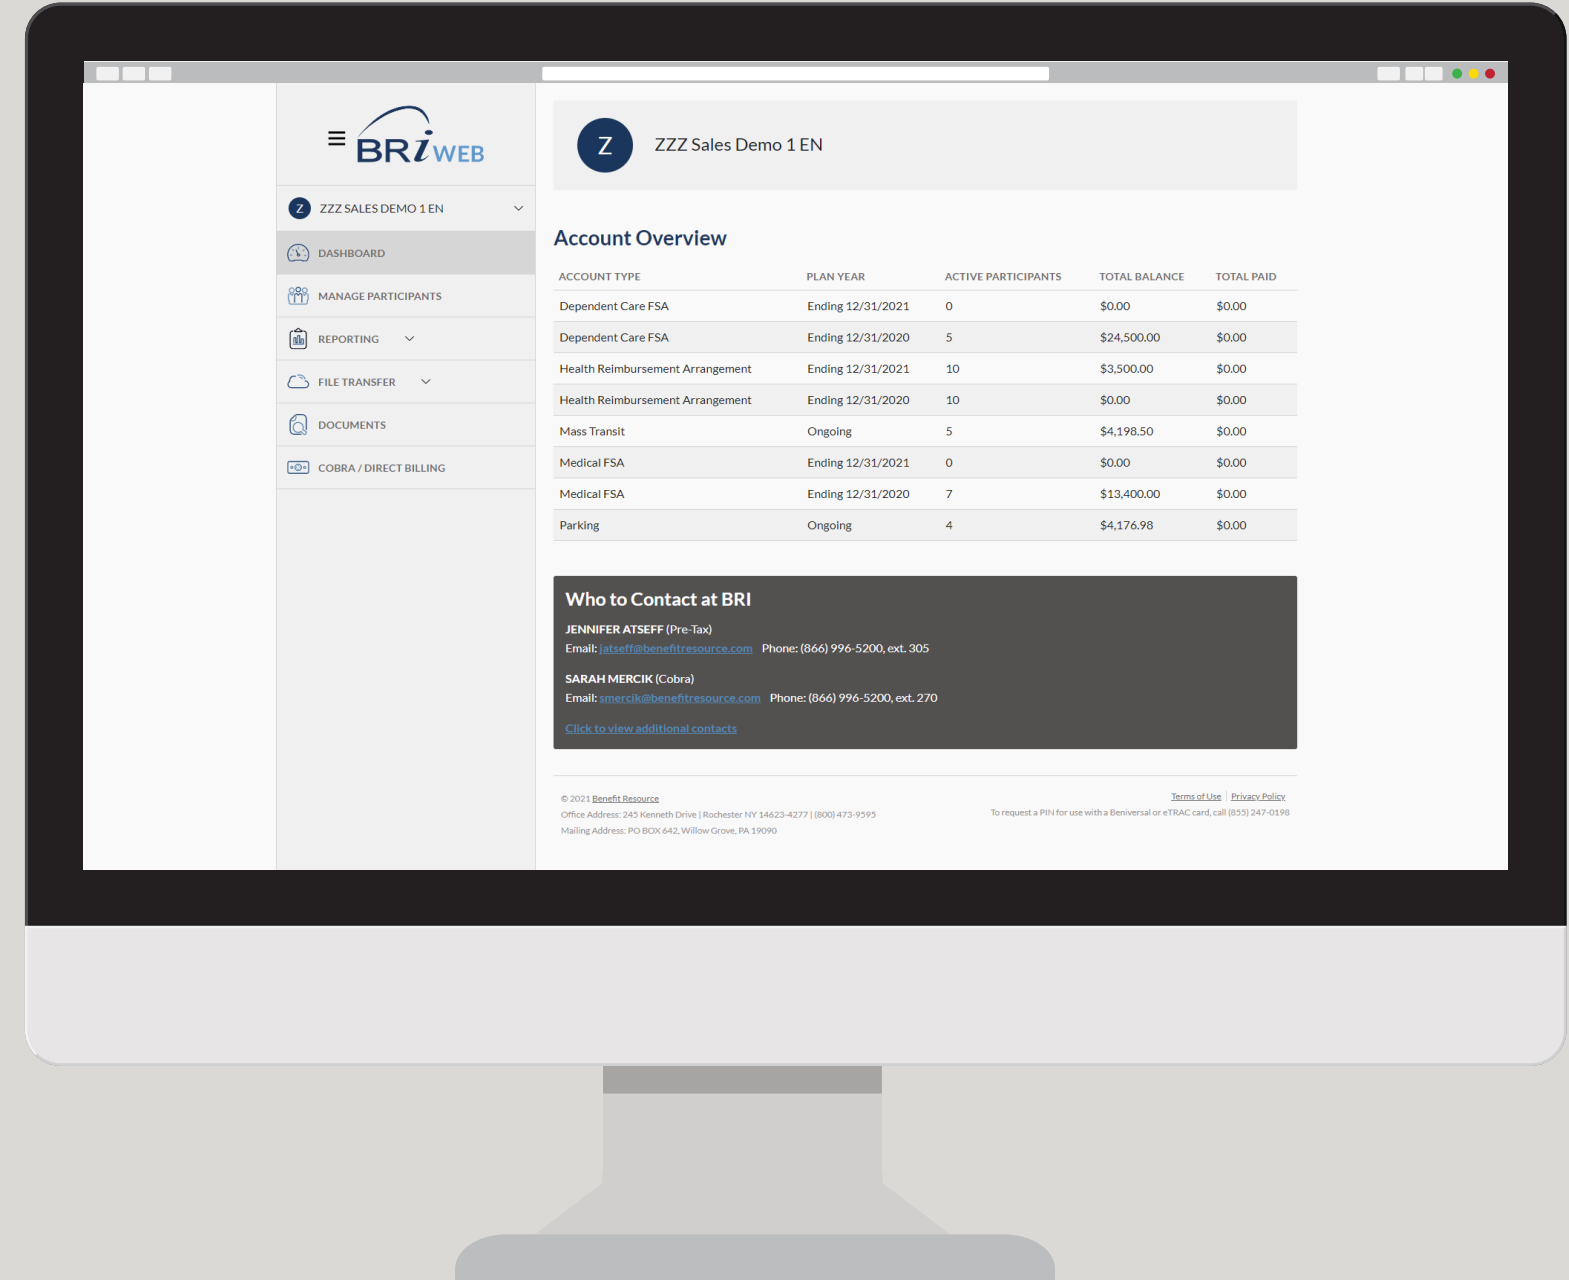 BRiWEB
Z ZZZ SALES DEMO 1 EN
DASHBOARD
MANAGE PARTICIPANTS
REPORTING
FILE TRANSFER
DOCUMENTS
COBRA / DIRECT BILLING
Z ZZZ Sales Demo 1 EN
Account Overview
ACCOUNT TYPE PLAN YEAR ACTIVE PARTICIPANTS TOTAL BALANCE TOTAL PAID
Dependent Care FSA Ending 12/31/2021 0 $0.00 $0.00
Dependent Care FSA Ending 12/31/2020 5 $24,500.00 $0.00
Health Reimbursement Arrangement Ending 12/31/2021 10 $3,500.00 $0.00
Health Reimbursement Arrangement Ending 12/31/2020 10 $0.00 $0.00
Mass Transit Ongoing 5 $4,198.50 $0.00
Medical FSA Ending 12/31/2021 0 $0.00 $0.00
Medical FSA Ending 12/31/2020 7 $13,400.00 $0.00
Parking Ongoing 4 $4,176.98 $0.00
Who to Contact at BRI
JENNIFER ATSEFF (Pre-Tax)
Email: jatseff@benefitresource.com Phone: (866) 996-5200, ext. 305
SARAH MERCIK (Cobra)
Email: smercik@benefitresource.com Phone: (866) 996-5200, ext. 270
Click to view additional contacts
© 2021 Benefit Resource
Office Address: 245 Kenneth Drive | Rochester NY 14623-4277 | (800) 473-9595
Mailing Address: PO BOX 642, Willow Grove, PA 19090
Terms of Use | Privacy Policy
To request a PIN for use with a Beniversal or eTRAC card, call (855) 247-0198